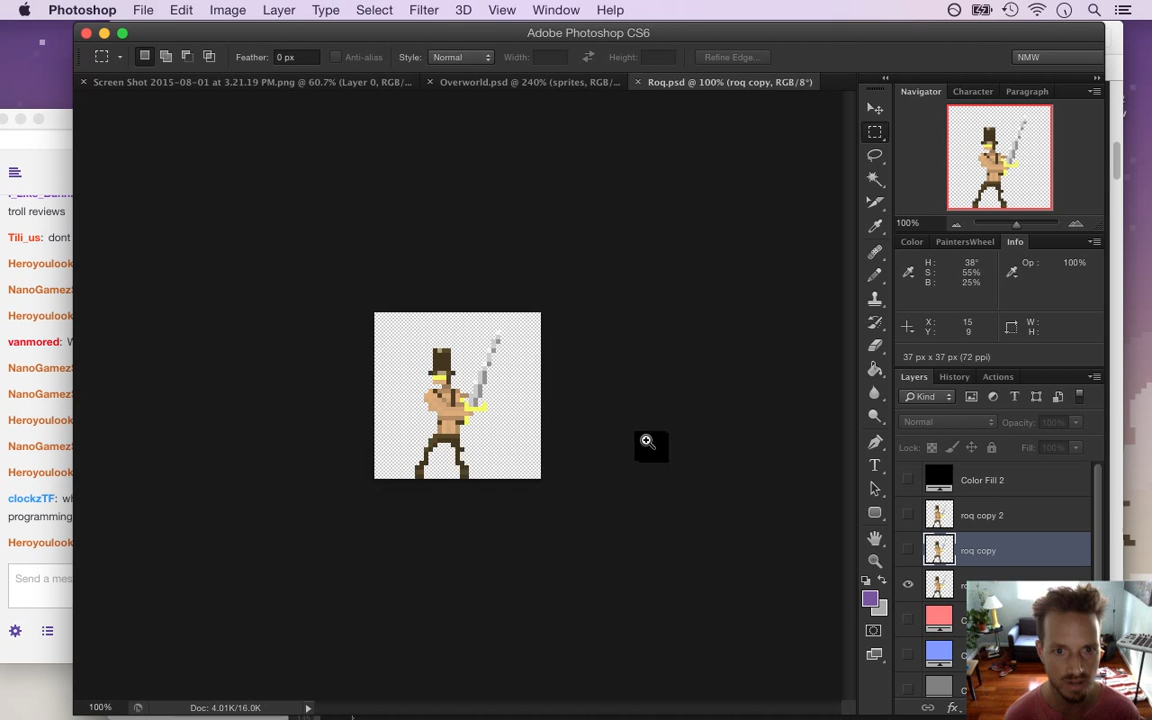 Photoshop File Edit Image Layer Type Select Filter 3D View Window Help
Adobe Photoshop CS6
Feather: 0 px Anti-alias Style: Normal Width: Height: Refine Edge... NMW
Screen Shot 2015-08-01 at 3.21.19 PM.png @ 60.7% (Layer 0, RGB/... Overworld.psd @ 240% (sprites, RGB/... Roq.psd @ 100% (roq copy, RGB/8*)
Navigator Character Paragraph
100%
Color PaintersWheel Info
H: 38° Op: 100%
S: 55%
B: 25%
X: 15 W:
Y: 9 H:
37 px x 37 px (72 ppi)
Layers History Actions
Kind
Normal Opacity: 100%
Lock: Fill: 100%
Color Fill 2
roq copy 2
roq copy
troll reviews
Tili_us: dont
Heroyoulook
NanoGamez
Heroyoulook
vanmored: W
Heroyoulook
NanoGamez
Heroyoulook
NanoGamez
Heroyoulook
clockzTF: wh
programming
Heroyoulook
Send a mes
100% Doc: 4.01K/16.0K